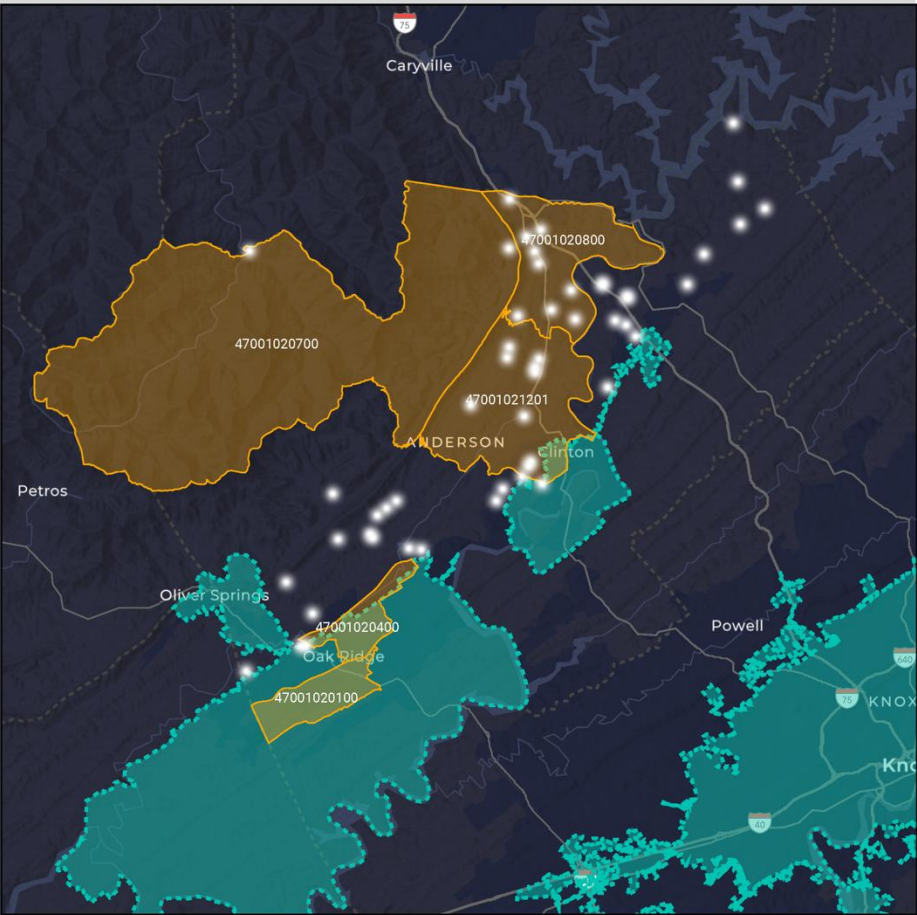 75
Caryville
47001020800
47001020700
47001021201
ANDERSON
Clinton
Petros
Oliver Springs
47001020400
Powell
Oak Ridge
640
47001020100
75
KNOX
Kno
40